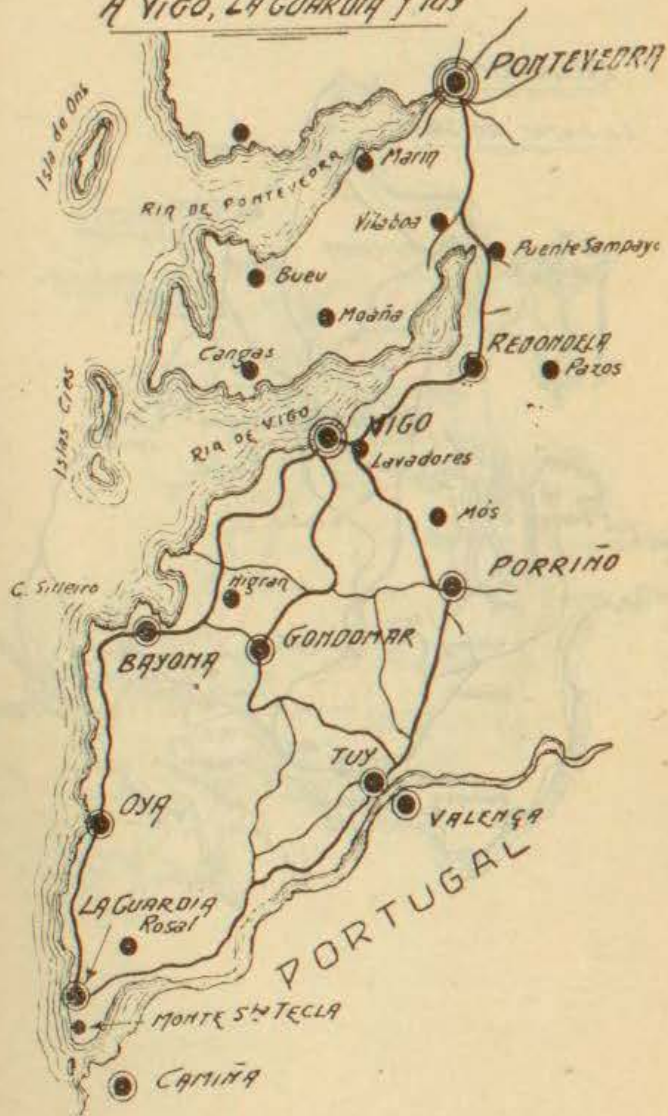 A VIGO, LA GUARDIA Y TUY
PONTEVEDRA
Isla de Ons
Marin
RIA DE PONTEVEDRA
Vilaboa
Puente Sampayo
Bueu
Moaña
REDONDELA
Cangas
Pazos
Islas Cies
RIA DE VIGO
VIGO
Lavadores
Mós
C. Silleiro
Nigran
PORRIÑO
BAYONA
GONDOMAR
TUY
OYA
VALENÇA
PORTUGAL
LA GUARDIA
Rosal
MONTE Sta TECLA
CAMIÑA